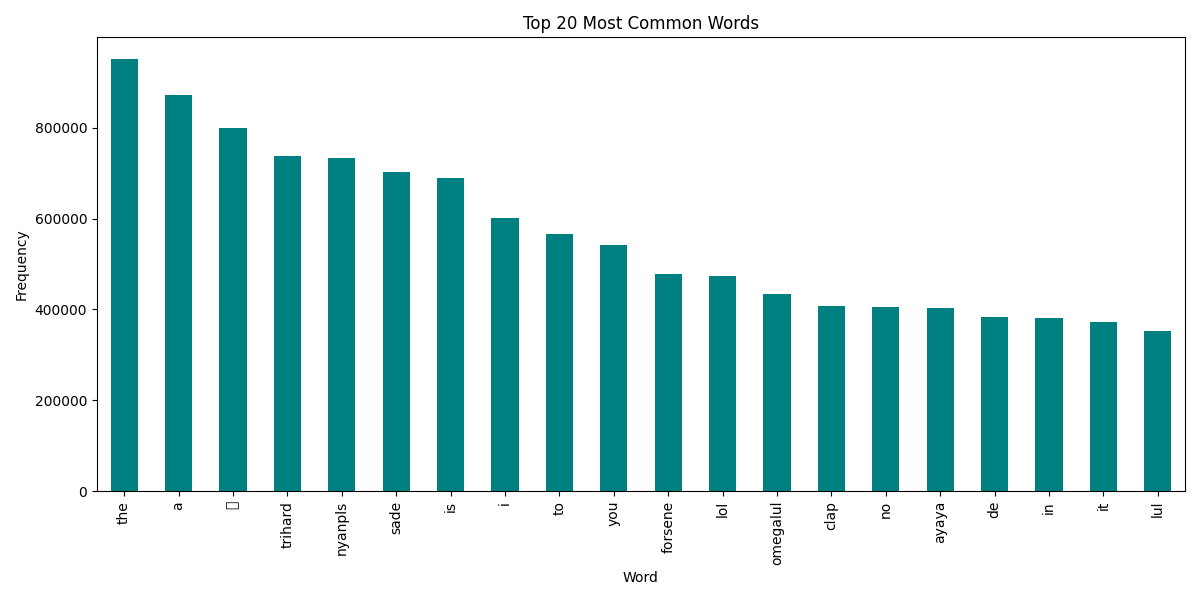 Top 20 Most Common Words
800000
600000
400000
200000
0
Frequency
the
a
trihard
nyanpls
sade
is
i
to
you
forsene
lol
omegalul
clap
no
ayaya
de
in
it
lul
Word